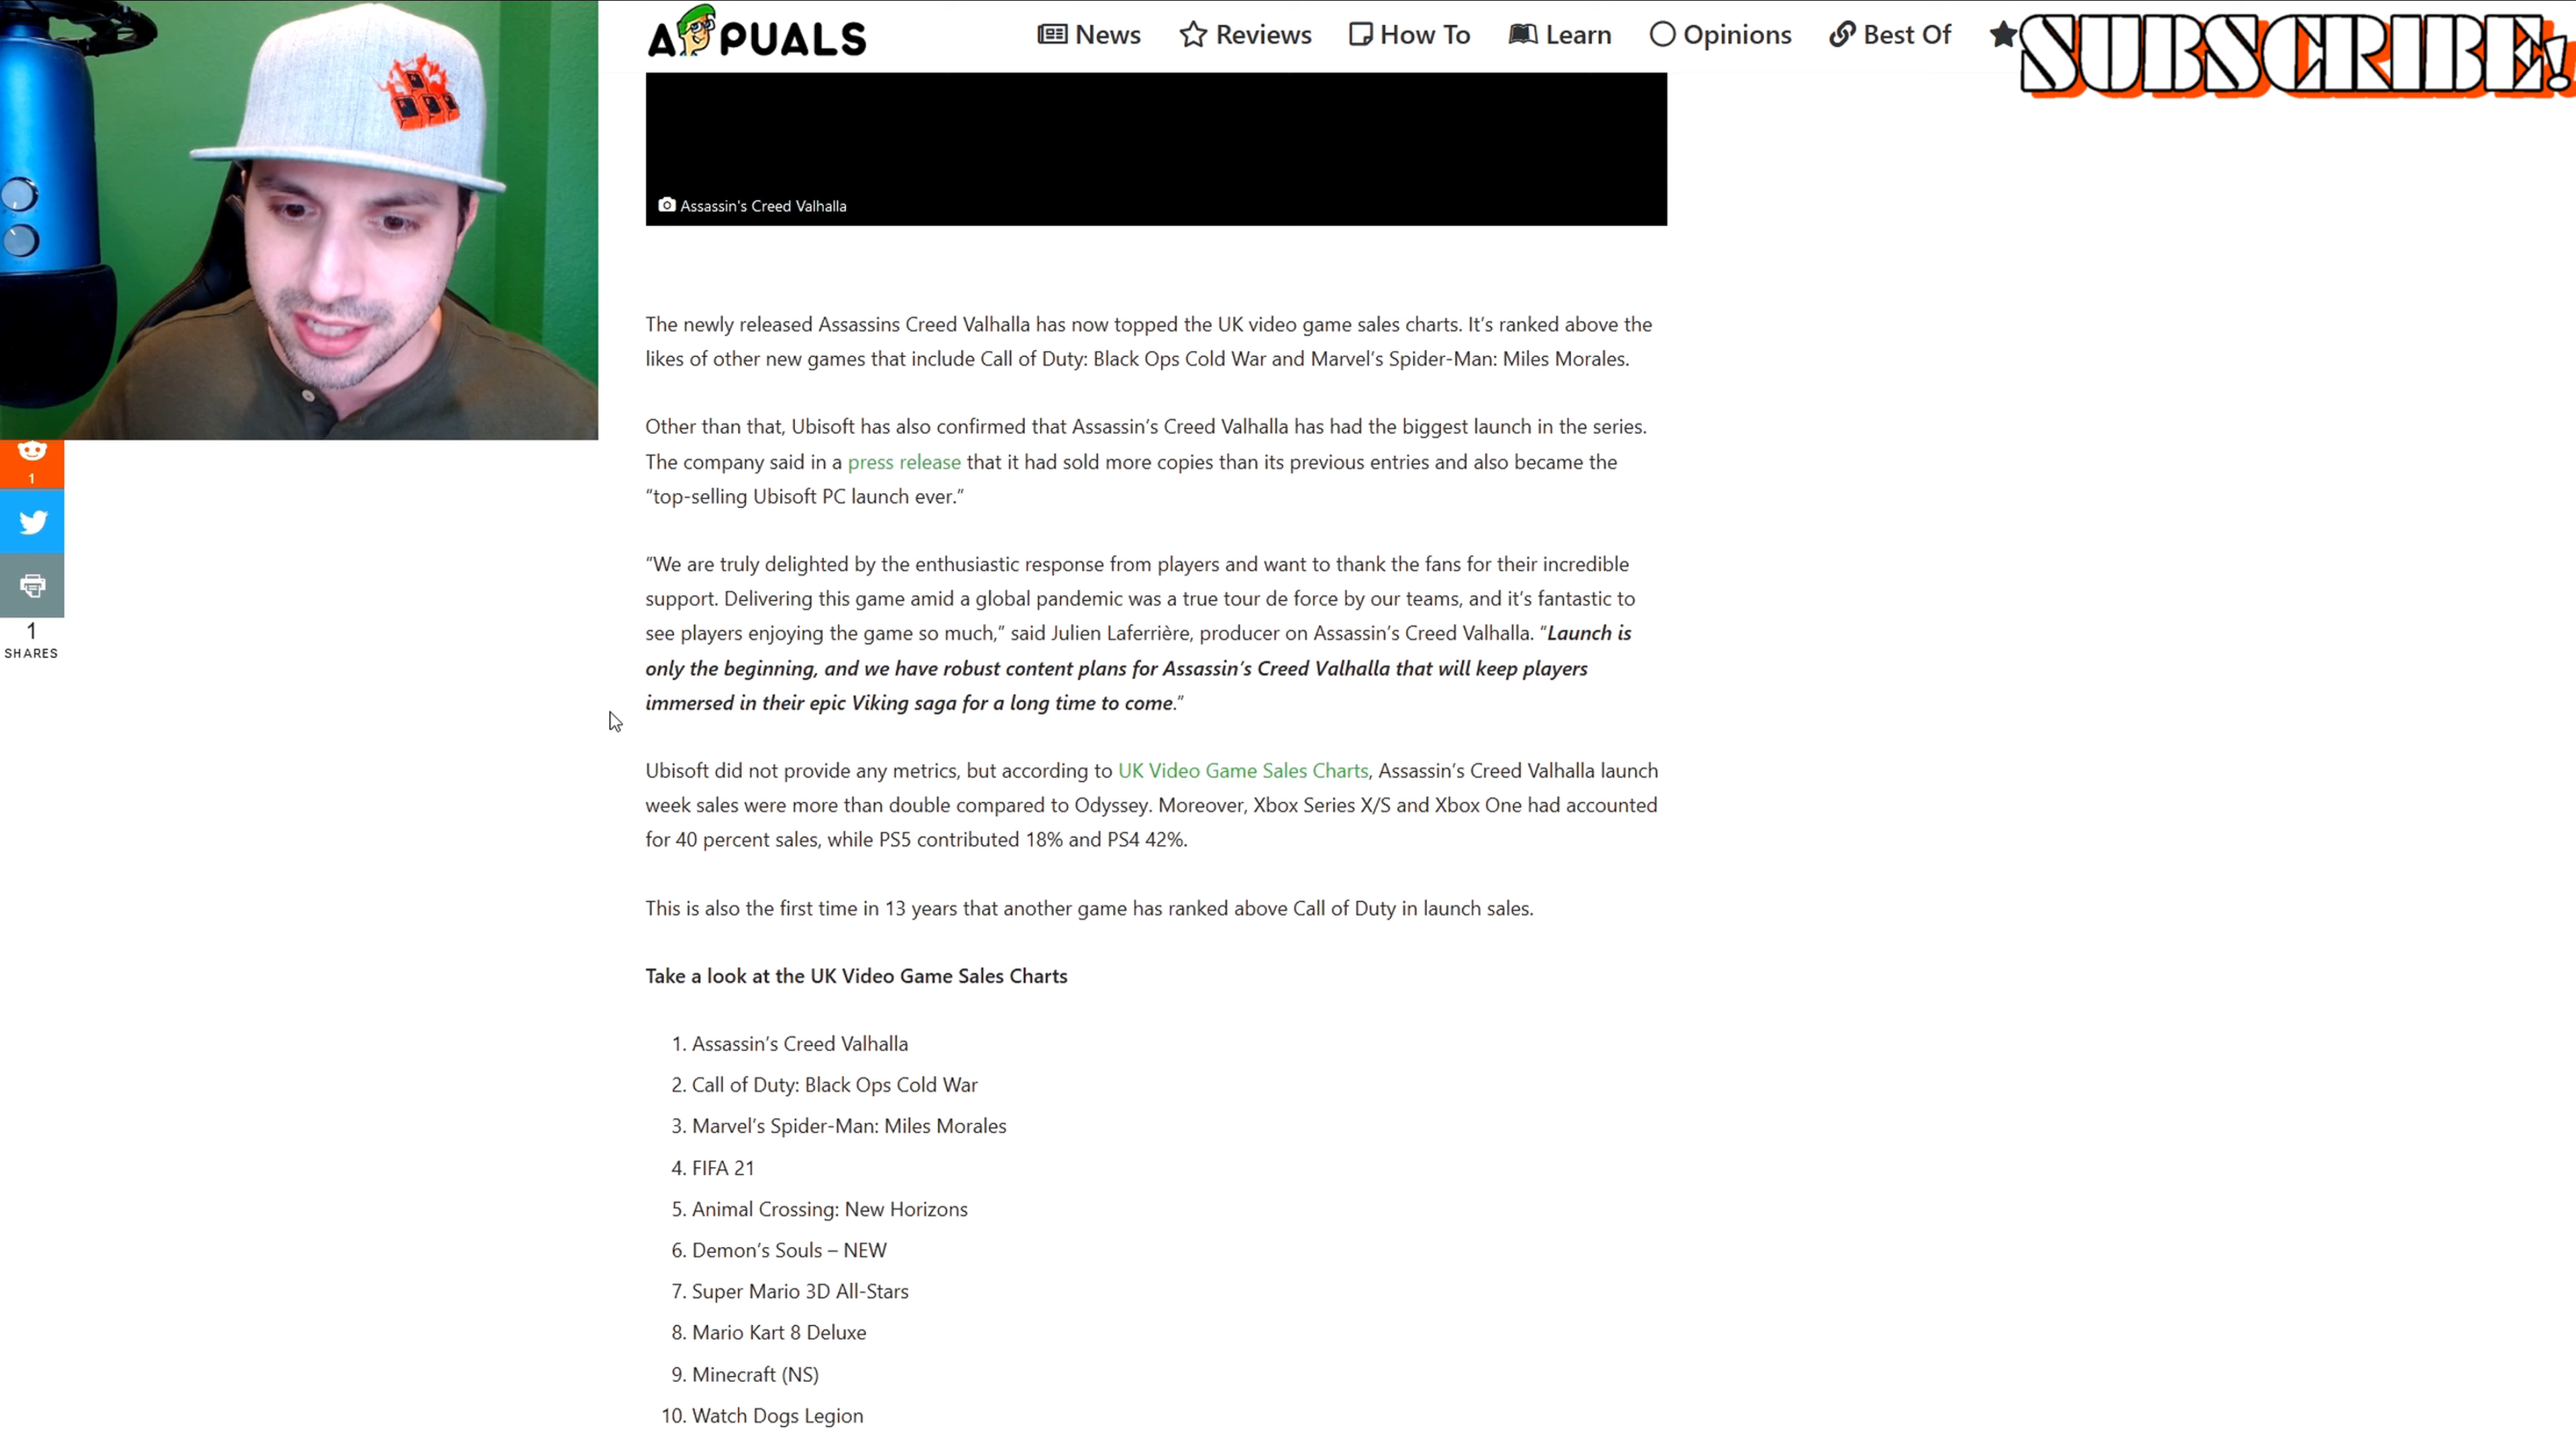 APPUALS
News Reviews How To Learn Opinions Best Of
SUBSCRIBE!
Assassin's Creed Valhalla
The newly released Assassins Creed Valhalla has now topped the UK video game sales charts. It’s ranked above the
likes of other new games that include Call of Duty: Black Ops Cold War and Marvel’s Spider-Man: Miles Morales.
Other than that, Ubisoft has also confirmed that Assassin’s Creed Valhalla has had the biggest launch in the series.
The company said in a press release that it had sold more copies than its previous entries and also became the
“top-selling Ubisoft PC launch ever.”
“We are truly delighted by the enthusiastic response from players and want to thank the fans for their incredible
support. Delivering this game amid a global pandemic was a true tour de force by our teams, and it’s fantastic to
see players enjoying the game so much,” said Julien Laferrière, producer on Assassin’s Creed Valhalla. “Launch is
only the beginning, and we have robust content plans for Assassin’s Creed Valhalla that will keep players
immersed in their epic Viking saga for a long time to come.”
1
1
SHARES
Ubisoft did not provide any metrics, but according to UK Video Game Sales Charts, Assassin’s Creed Valhalla launch
week sales were more than double compared to Odyssey. Moreover, Xbox Series X/S and Xbox One had accounted
for 40 percent sales, while PS5 contributed 18% and PS4 42%.
This is also the first time in 13 years that another game has ranked above Call of Duty in launch sales.
Take a look at the UK Video Game Sales Charts
1. Assassin’s Creed Valhalla
2. Call of Duty: Black Ops Cold War
3. Marvel’s Spider-Man: Miles Morales
4. FIFA 21
5. Animal Crossing: New Horizons
6. Demon’s Souls – NEW
7. Super Mario 3D All-Stars
8. Mario Kart 8 Deluxe
9. Minecraft (NS)
10. Watch Dogs Legion